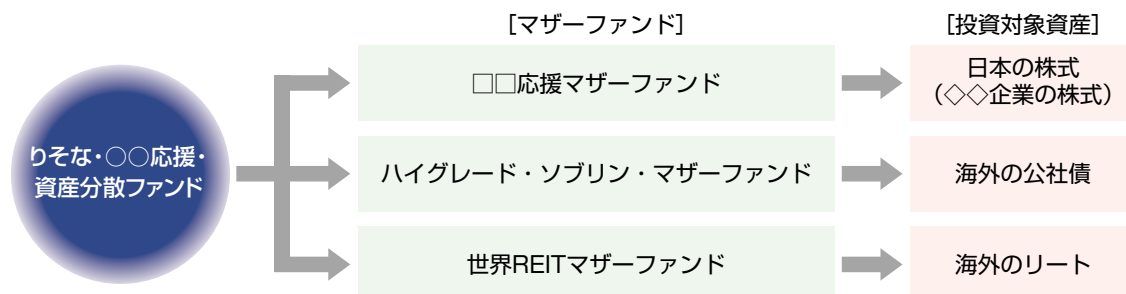 [マザーファンド]
[投資対象資産]
りそな・○○応援・
資産分散ファンド
□□応援マザーファンド
日本の株式
(◇◇企業の株式)
ハイグレード・ソブリン・マザーファンド
海外の公社債
世界REITマザーファンド
海外のリート